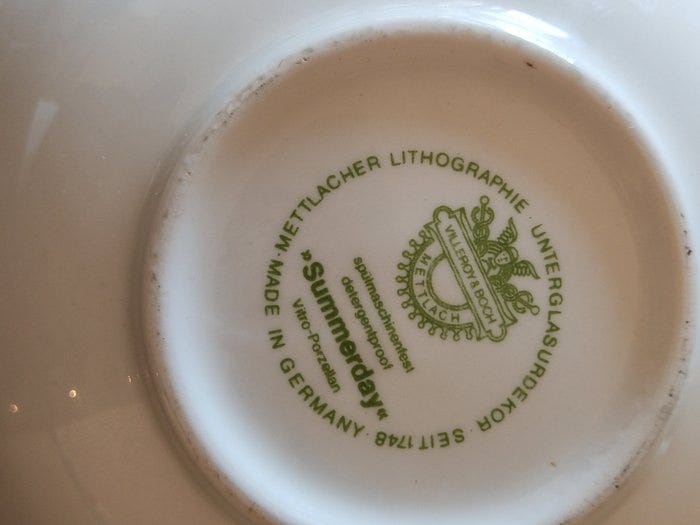 METTLACHER LITHOGRAPHIE · UNTERGLASURDEKOR · SEIT 1748 · MADE IN GERMANY ·
VILLEROY & BOCH
METTLACH
spülmaschinenfest
detergentproof
»Summerday«
Vitro-Porzellan